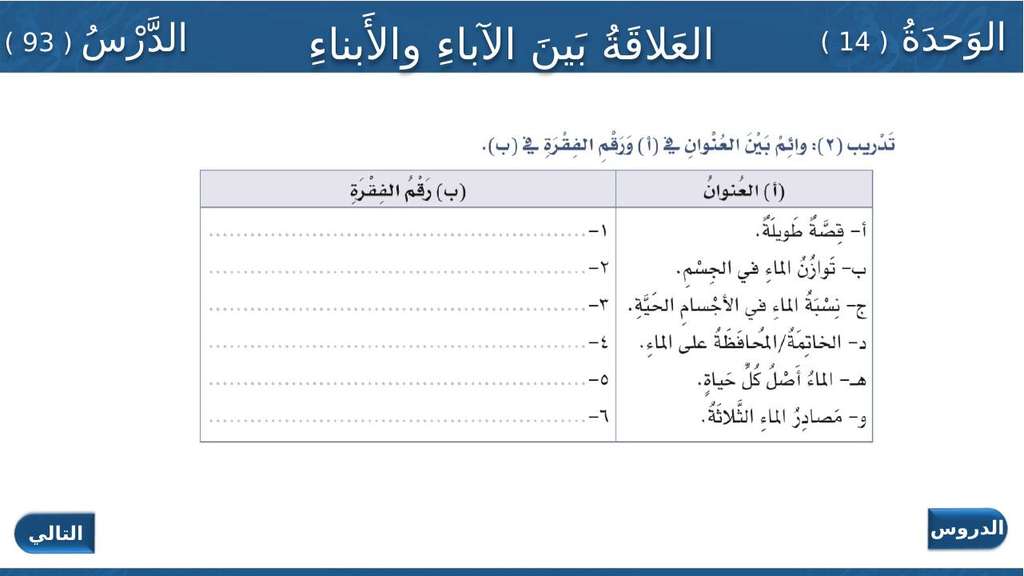 الوَحدَةُ ( 14 )
العَلاقَةُ بَينَ الآباءِ والأَبناءِ
الدَّرْسُ ( 93 )
تَدْريب (٢): وائِمْ بَيْنَ العُنْوانِ في (أ) وَرَقْمِ الفِقْرَةِ في (ب).
(أ) العُنوانُ
(ب) رَقْمُ الفِقْرَةِ
أ- قِصَّةٌ طَويلَةٌ.
١- ......................................................
ب- تَوازُنُ الماءِ في الجِسْمِ.
٢- ......................................................
ج- نِسْبَةُ الماءِ في الأجْسامِ الحَيَّةِ.
٣- ......................................................
د- الخاتِمَةُ/المُحافَظَةُ على الماءِ.
٤- ......................................................
هـ- الماءُ أَصْلُ كُلِّ حَياةٍ.
٥- ......................................................
و- مَصادِرُ الماءِ الثَّلاثَةُ.
٦- ......................................................
الدروس
التالي